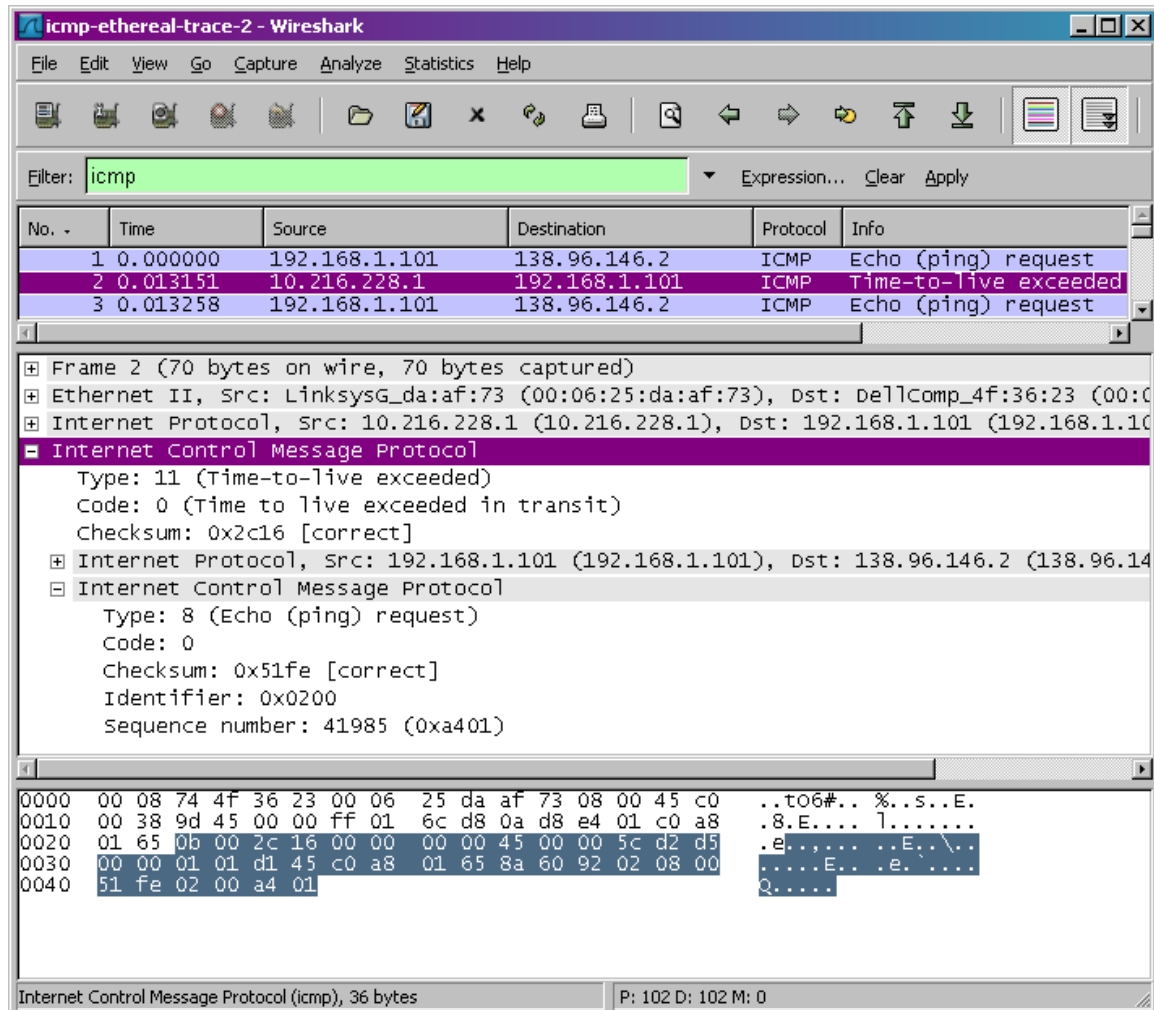 icmp-ethereal-trace-2 - Wireshark
File Edit View Go Capture Analyze Statistics Help
Filter: icmp Expression... Clear Apply
No. Time Source Destination Protocol Info
1 0.000000 192.168.1.101 138.96.146.2 ICMP Echo (ping) request
2 0.013151 10.216.228.1 192.168.1.101 ICMP Time-to-live exceeded
3 0.013258 192.168.1.101 138.96.146.2 ICMP Echo (ping) request
Frame 2 (70 bytes on wire, 70 bytes captured)
Ethernet II, Src: LinksysG_da:af:73 (00:06:25:da:af:73), Dst: DellComp_4f:36:23 (00:0
Internet Protocol, Src: 10.216.228.1 (10.216.228.1), Dst: 192.168.1.101 (192.168.1.10
Internet Control Message Protocol
Type: 11 (Time-to-live exceeded)
Code: 0 (Time to live exceeded in transit)
Checksum: 0x2c16 [correct]
Internet Protocol, Src: 192.168.1.101 (192.168.1.101), Dst: 138.96.146.2 (138.96.14
Internet Control Message Protocol
Type: 8 (Echo (ping) request)
Code: 0
Checksum: 0x51fe [correct]
Identifier: 0x0200
Sequence number: 41985 (0xa401)
0000 00 08 74 4f 36 23 00 06 25 da af 73 08 00 45 c0 ..tO6#.. %..s..E.
0010 00 38 9d 45 00 00 ff 01 6c d8 0a d8 e4 01 c0 a8 .8.E.... l.......
0020 01 65 0b 00 2c 16 00 00 00 00 45 00 00 5c d2 d5 .e..,... ..E..\..
0030 00 00 01 01 d1 45 c0 a8 01 65 8a 60 92 02 08 00 .....E.. .e.`....
0040 51 fe 02 00 a4 01 Q.....
Internet Control Message Protocol (icmp), 36 bytes P: 102 D: 102 M: 0